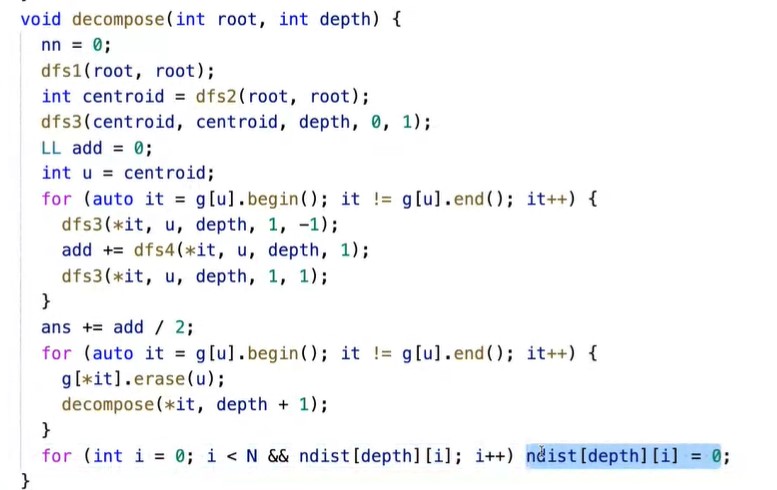 void decompose(int root, int depth) {
nn = 0;
dfs1(root, root);
int centroid = dfs2(root, root);
dfs3(centroid, centroid, depth, 0, 1);
LL add = 0;
int u = centroid;
for (auto it = g[u].begin(); it != g[u].end(); it++) {
dfs3(*it, u, depth, 1, -1);
add += dfs4(*it, u, depth, 1);
dfs3(*it, u, depth, 1, 1);
}
ans += add / 2;
for (auto it = g[u].begin(); it != g[u].end(); it++) {
g[*it].erase(u);
decompose(*it, depth + 1);
}
for (int i = 0; i < N && ndist[depth][i]; i++) ndist[depth][i] = 0;
}